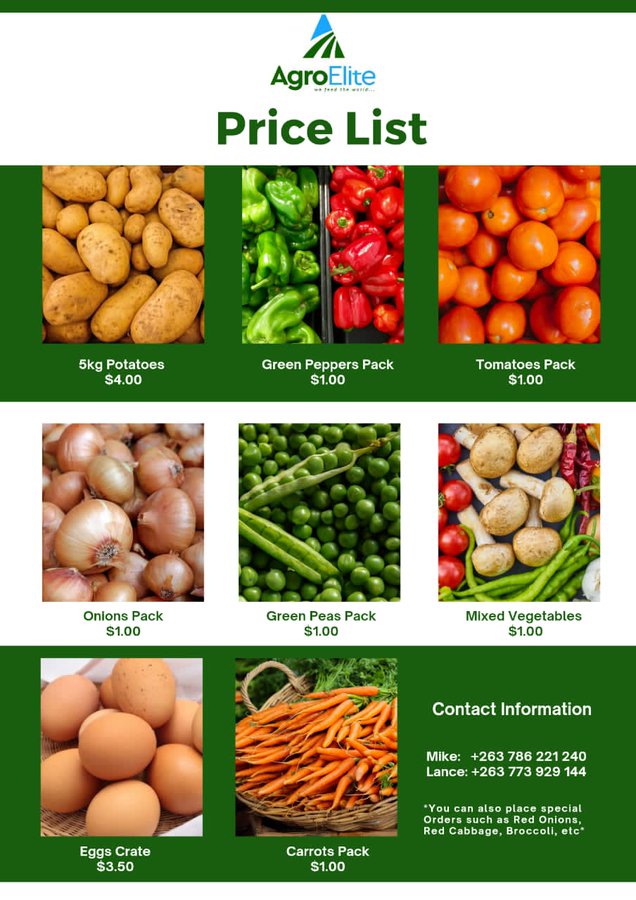 AgroElite
we feed the world...
Price List
5kg Potatoes
$4.00
Green Peppers Pack
$1.00
Tomatoes Pack
$1.00
Onions Pack
$1.00
Green Peas Pack
$1.00
Mixed Vegetables
$1.00
Eggs Crate
$3.50
Carrots Pack
$1.00
Contact Information
Mike: +263 786 221 240
Lance: +263 773 929 144
*You can also place special
Orders such as Red Onions,
Red Cabbage, Broccoli, etc*